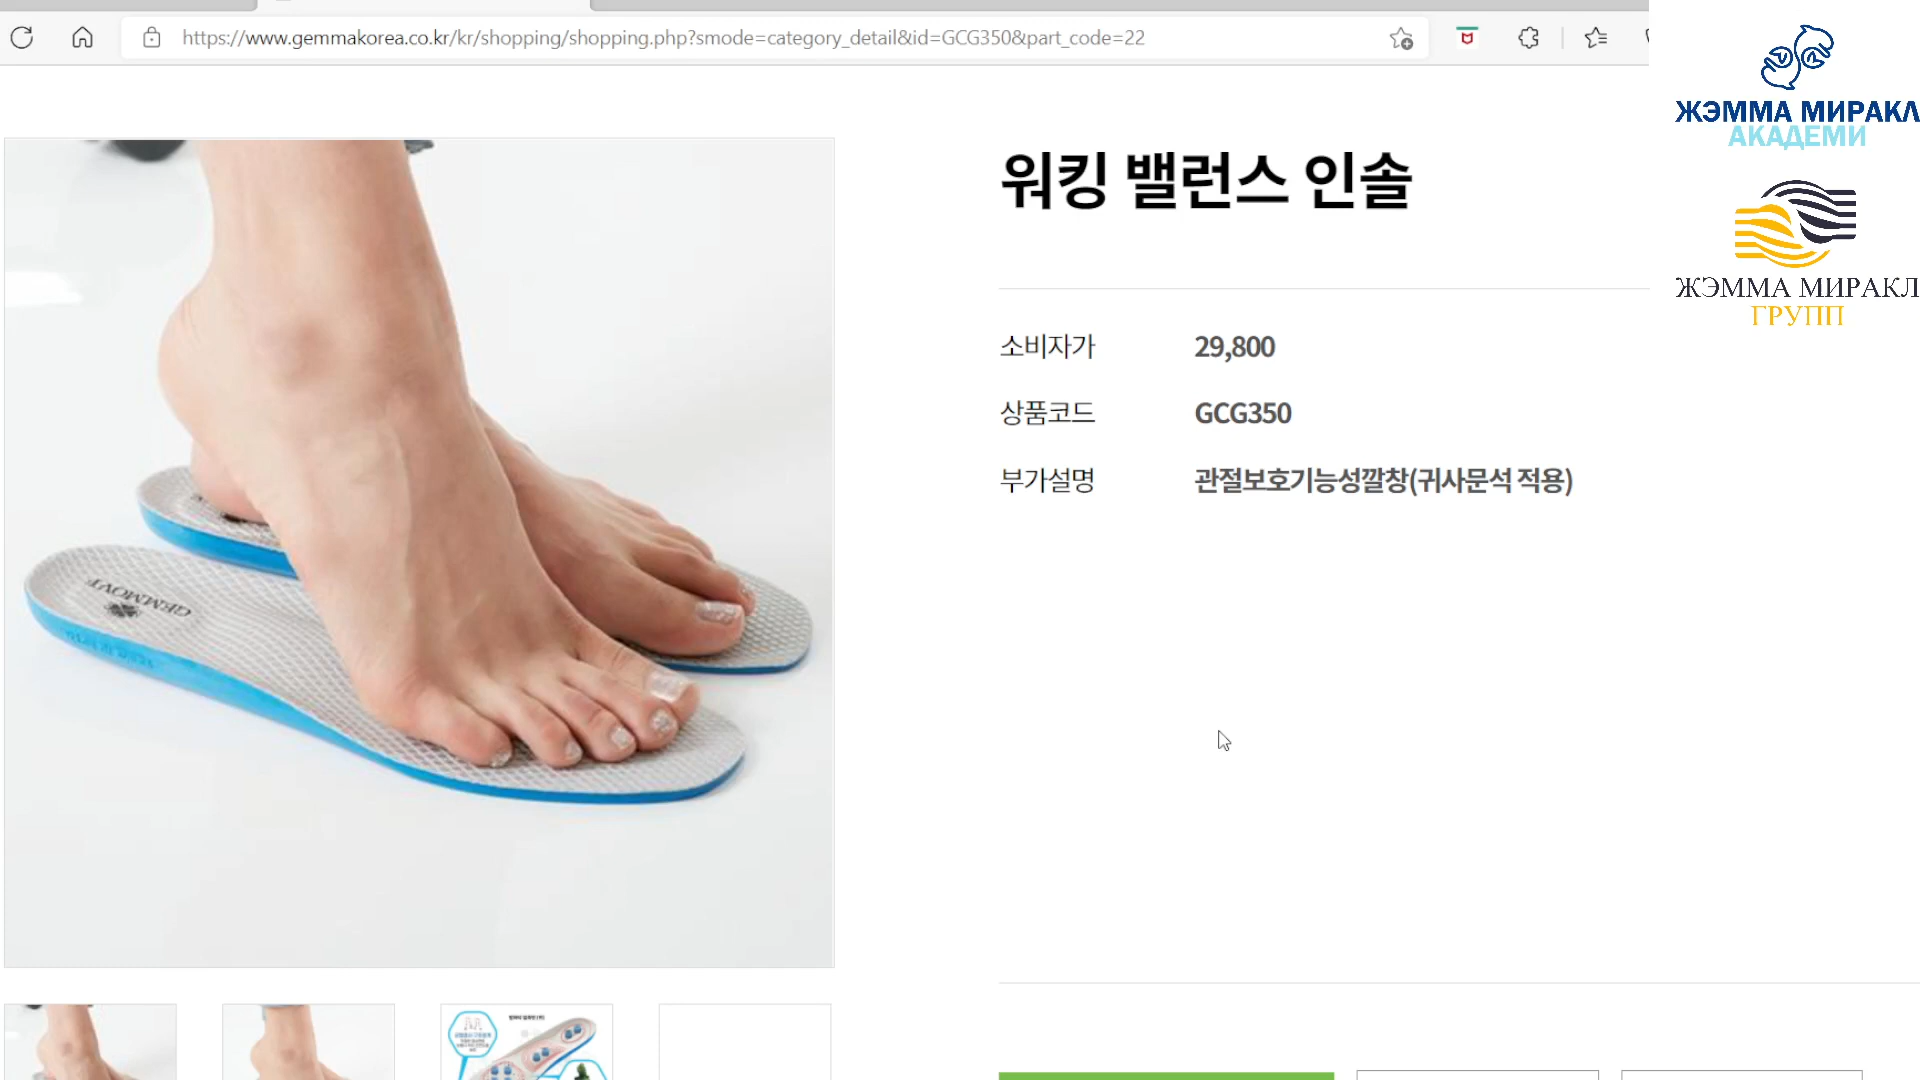 https://www.gemmakorea.co.kr/kr/shopping/shopping.php?smode=category_detail&id=GCG350&part_code=22
ЖЭММА МИРАКЛ
АКАДЕМИ
ЖЭММА МИРАКЛ
ГРУПП
워킹 밸런스 인솔
소비자가 29,800
상품코드 GCG350
부가설명 관절보호기능성깔창(귀사문석 적용)
GEMMOVE